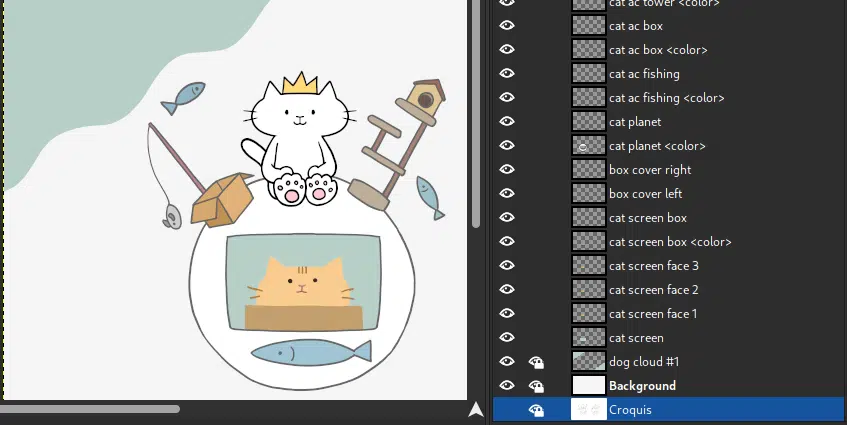 cat ac tower <color>
cat ac box
cat ac box <color>
cat ac fishing
cat ac fishing <color>
cat planet
cat planet <color>
box cover right
box cover left
cat screen box
cat screen box <color>
cat screen face 3
cat screen face 2
cat screen face 1
cat screen
dog cloud #1
Background
Croquis